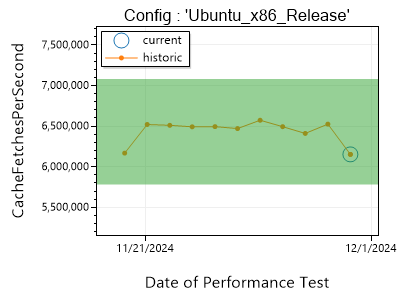 Config : 'Ubuntu_x86_Release'
current
historic
7,500,000
7,000,000
6,500,000
6,000,000
5,500,000
CacheFetchesPerSecond
11/21/2024
12/1/2024
Date of Performance Test